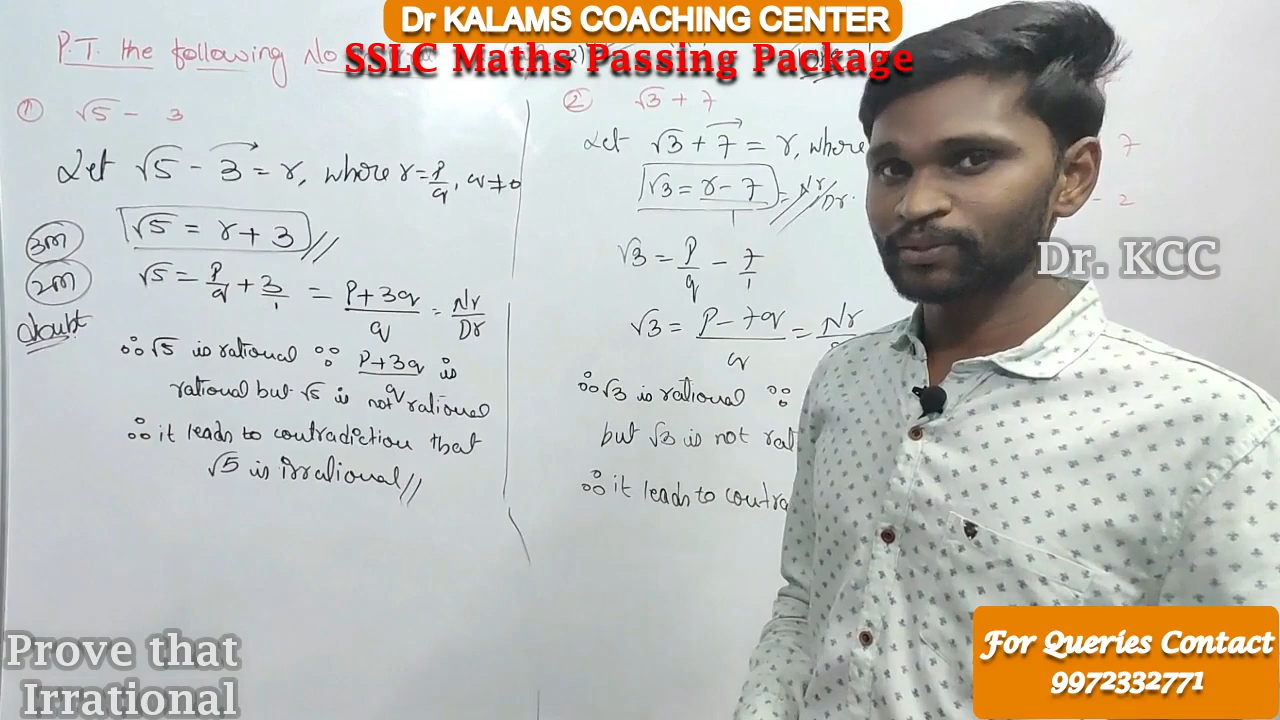 Dr KALAMS COACHING CENTER
SSLC Maths Passing Package
P.T. the following No
① √5 - 3
Let √5 - 3 = r, where r = p/q, q ≠ 0
√5 = r + 3 //
3m
2m
doubt
√5 = p/q + 3/1 = p+3q/q = Nr/Dr
∴ √5 is rational ∵ p+3q/q is
rational but √5 is not rational
∴ it leads to contradiction that
√5 is irrational //
② √3 + 7
Let √3 + 7 = r, where
√3 = r - 7 = Nr/Dr.
√3 = p/q - 7/1
√3 = p - 7q/q = Nr
∴ √3 is rational ∵
but √3 is not rat
∴ it leads to contra
7
- 2
Dr. KCC
Prove that
Irrational
For Queries Contact
9972332771